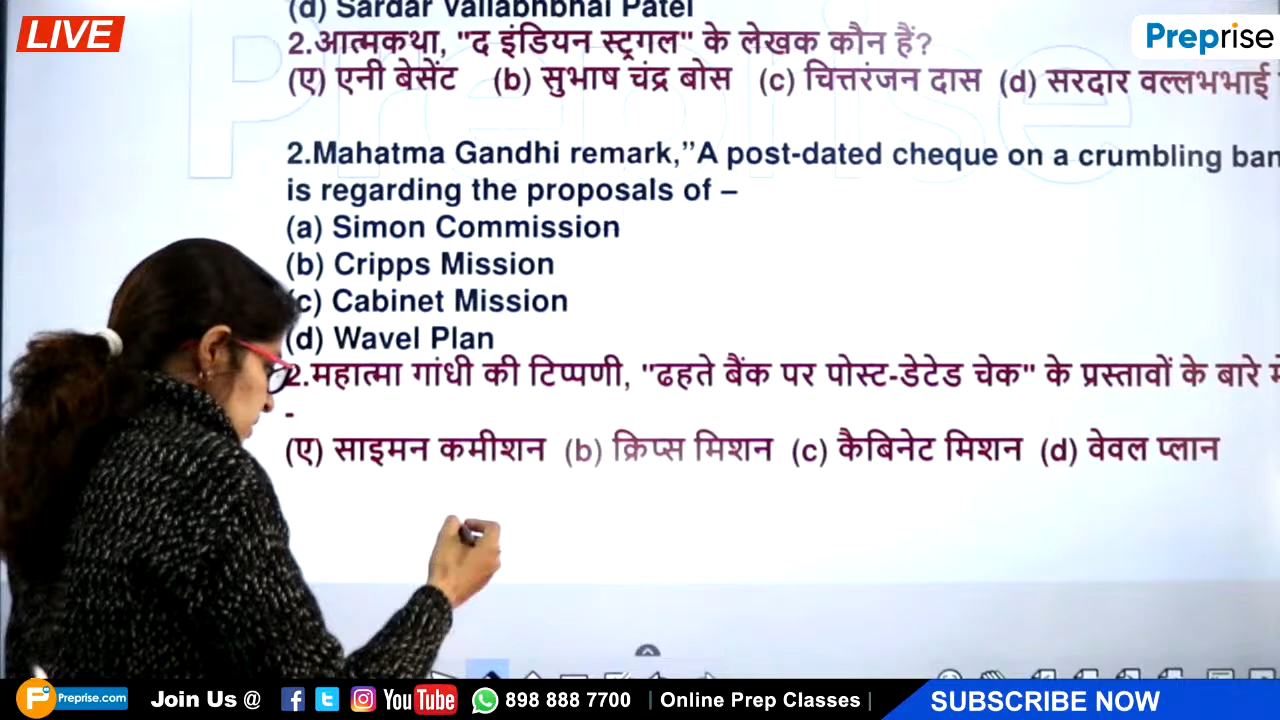 LIVE
Preprise
(d) Sardar Vallabhbhai Patel
2.आत्मकथा, "द इंडियन स्ट्रगल" के लेखक कौन हैं?
(ए) एनी बेसेंट (b) सुभाष चंद्र बोस (c) चित्तरंजन दास (d) सरदार वल्लभभाई
2.Mahatma Gandhi remark,”A post-dated cheque on a crumbling
is regarding the proposals of –
(a) Simon Commission
(b) Cripps Mission
(c) Cabinet Mission
(d) Wavel Plan
2.महात्मा गांधी की टिप्पणी, "ढहते बैंक पर पोस्ट-डेटेड चेक" के प्रस्तावों के बारे
-
(ए) साइमन कमीशन (b) क्रिप्स मिशन (c) कैबिनेट मिशन (d) वेवल प्लान
Preprise.com Join Us @ YouTube 898 888 7700 | Online Prep Classes | SUBSCRIBE NOW